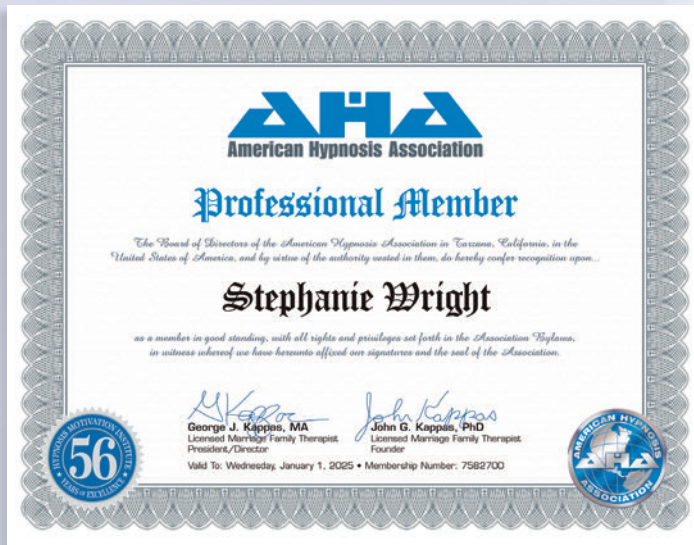 AHA
American Hypnosis Association
Professional Member
The Board of Directors of the American Hypnosis Association in Tarzana, California, in the
United States of America, and by virtue of the authority vested in them, do hereby confer recognition upon...
Stephanie Wright
as a member in good standing, with all rights and privileges set forth in the Association Bylaws,
in witness whereof we have hereunto affixed our signatures and the seal of the Association.
G Kappas
John Kappas
George J. Kappas, MA
Licensed Marriage Family Therapist
President/Director
John G. Kappas, PhD
Licensed Marriage Family Therapist
Founder
Valid To: Wednesday, January 1, 2025 • Membership Number: 7582700
HYPNOSIS MOTIVATION INSTITUTE
56
YEARS OF EXCELLENCE
AMERICAN HYPNOSIS
AHA
ASSOCIATION